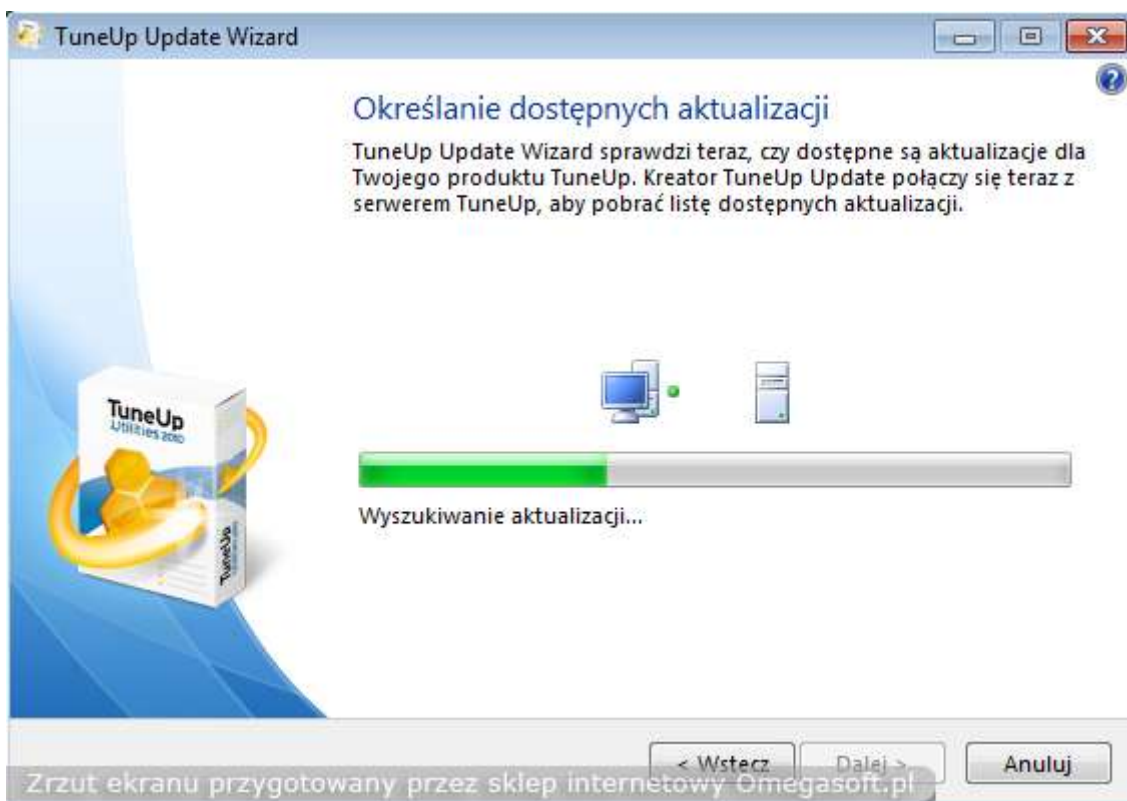 TuneUp Update Wizard
Określanie dostępnych aktualizacji
TuneUp Update Wizard sprawdzi teraz, czy dostępne są aktualizacje dla
Twojego produktu TuneUp. Kreator TuneUp Update połączy się teraz z
serwerem TuneUp, aby pobrać listę dostępnych aktualizacji.
TuneUp
Utilities 2010
TuneUp
Wyszukiwanie aktualizacji...
< Wstecz
Dalej >
Anuluj
Zrzut ekranu przygotowany przez sklep internetowy Omegasoft.pl